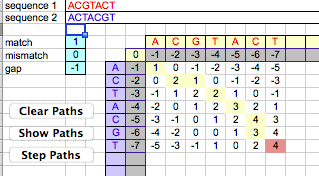 sequence 1 ACGTACT
sequence 2 ACTACGT
match 1 A C G T A C T
mismatch 0 0 -1 -2 -3 -4 -5 -6 -7
gap -1 A -1 1 0 -1 -2 -3 -4 -5
C -2 0 2 1 0 -1 -2 -3
T -3 -1 1 2 2 1 0 -1
A -4 -2 0 1 2 3 2 1
Clear Paths
C -5 -3 -1 0 1 2 4 3
Show Paths
G -6 -4 -2 0 0 1 3 4
Step Paths
T -7 -5 -3 -1 1 0 2 4